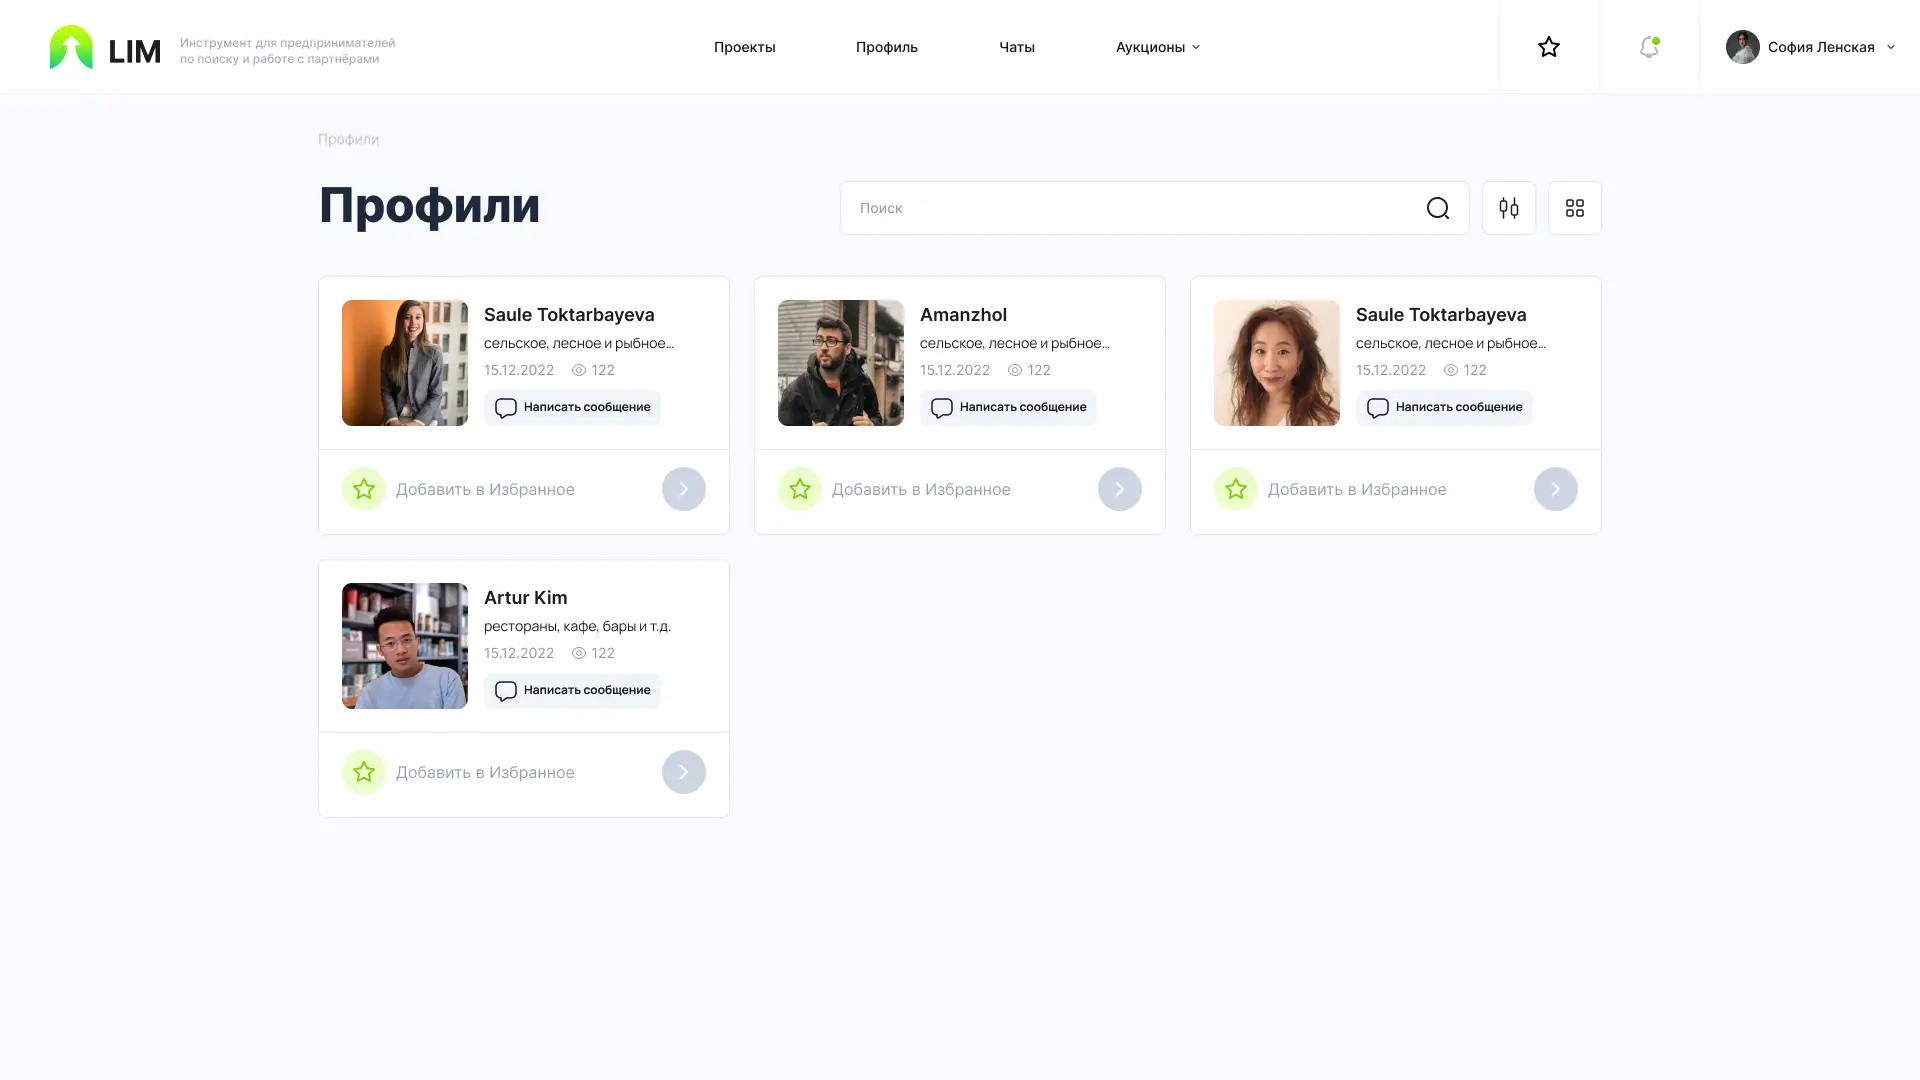 LIM
Инструмент для предпринимателей
по поиску и работе с партнёрами
Проекты
Профиль
Чаты
Аукционы
София Ленская
Профили
Профили
Поиск
Saule Toktarbayeva
сельское, лесное и рыбное...
15.12.2022 122
Написать сообщение
Добавить в Избранное
Amanzhol
сельское, лесное и рыбное...
15.12.2022 122
Написать сообщение
Добавить в Избранное
Saule Toktarbayeva
сельское, лесное и рыбное...
15.12.2022 122
Написать сообщение
Добавить в Избранное
Artur Kim
рестораны, кафе, бары и т.д.
15.12.2022 122
Написать сообщение
Добавить в Избранное